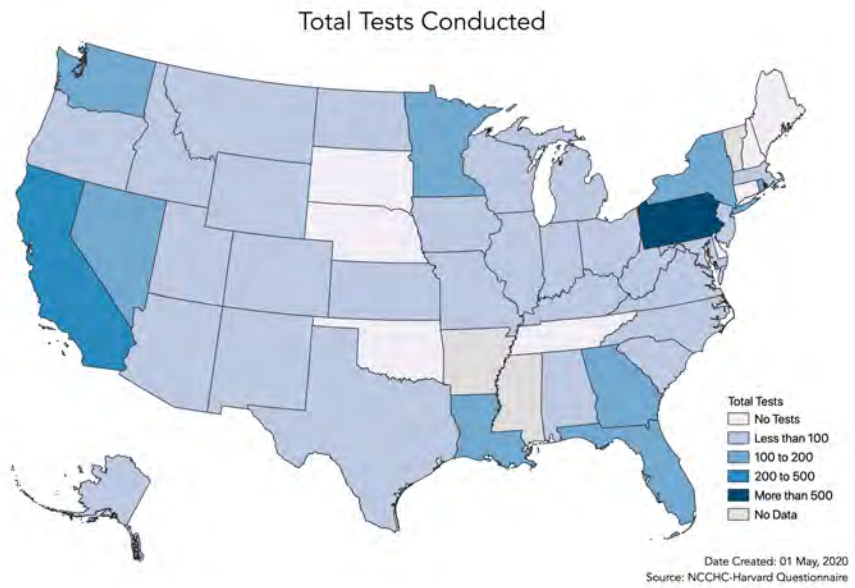 Total Tests Conducted
Total Tests
No Tests
Less than 100
100 to 200
200 to 500
More than 500
No Data
Date Created: 01 May, 2020
Source: NCCHC-Harvard Questionnaire